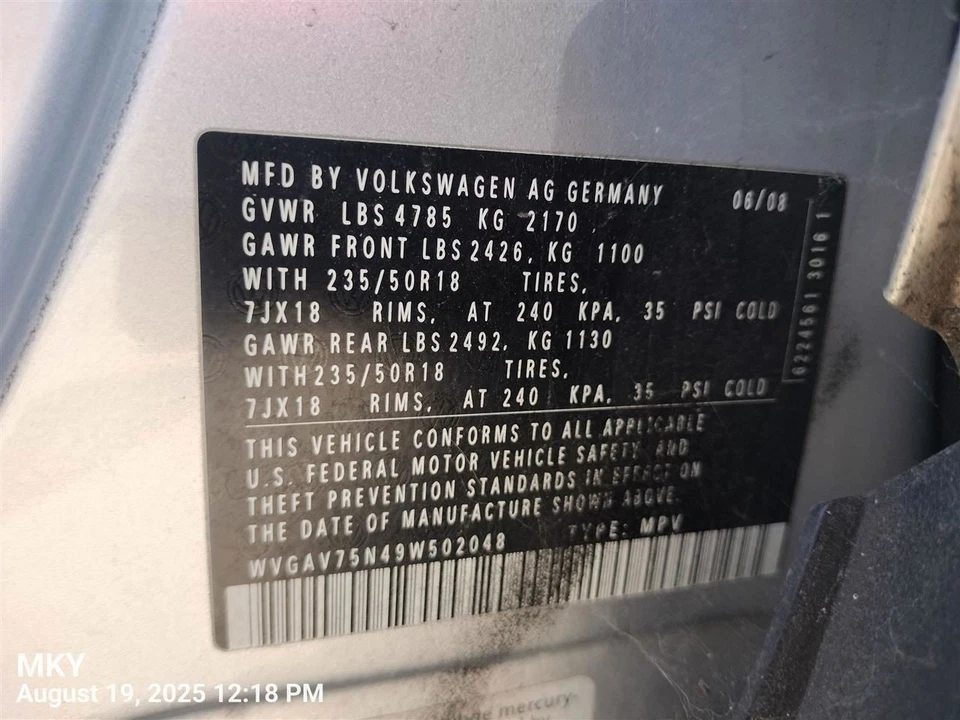 MFD BY VOLKSWAGEN AG GERMANY 06/08
GVWR LBS 4785 KG 2170
GAWR FRONT LBS 2426, KG 1100
WITH 235/50R18 TIRES,
7JX18 RIMS, AT 240 KPA, 35 PSI COLD
GAWR REAR LBS 2492, KG 1130
WITH 235/50R18 TIRES,
7JX18 RIMS, AT 240 KPA, 35 PSI COLD
THIS VEHICLE CONFORMS TO ALL APPLICABLE
U.S. FEDERAL MOTOR VEHICLE SAFETY AND
THEFT PREVENTION STANDARDS IN EFFECT ON
THE DATE OF MANUFACTURE SHOWN ABOVE.
WVGAV75N49W502048 TYPE: MPV
6224561 3016 1
mercury.
MKY
August 19, 2025 12:18 PM